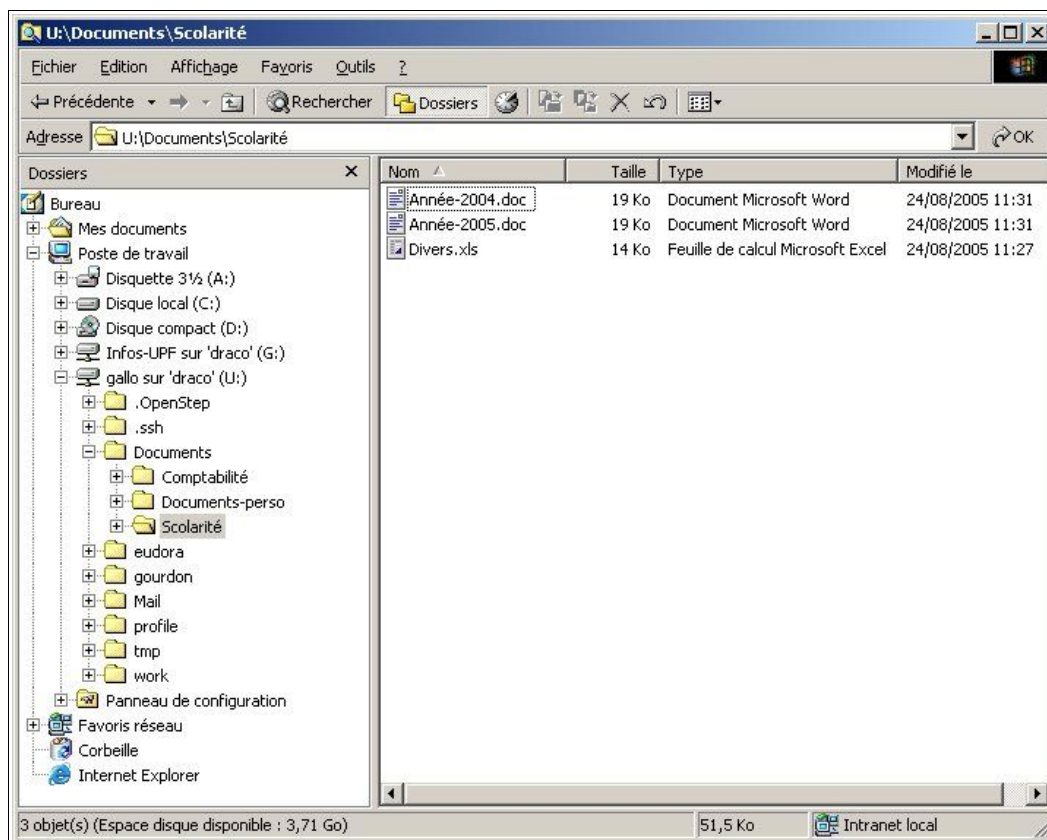 U:\Documents\Scolarité
Fichier Edition Affichage Favoris Outils ?
Précédente Rechercher Dossiers
Adresse U:\Documents\Scolarité OK
Dossiers
Bureau
Mes documents
Poste de travail
Disquette 3½ (A:)
Disque local (C:)
Disque compact (D:)
Infos-UPF sur 'draco' (G:)
gallo sur 'draco' (U:)
.OpenStep
.ssh
Documents
Comptabilité
Documents-perso
Scolarité
eudora
gourdon
Mail
profile
tmp
work
Panneau de configuration
Favoris réseau
Corbeille
Internet Explorer
Nom Taille Type Modifié le
Année-2004.doc 19 Ko Document Microsoft Word 24/08/2005 11:31
Année-2005.doc 19 Ko Document Microsoft Word 24/08/2005 11:31
Divers.xls 14 Ko Feuille de calcul Microsoft Excel 24/08/2005 11:27
3 objet(s) (Espace disque disponible : 3,71 Go) 51,5 Ko Intranet local